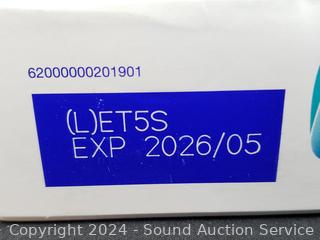 62000000201901
(L)ET5S
EXP 2026/05
Copyright 2024 - Sound Auction Service